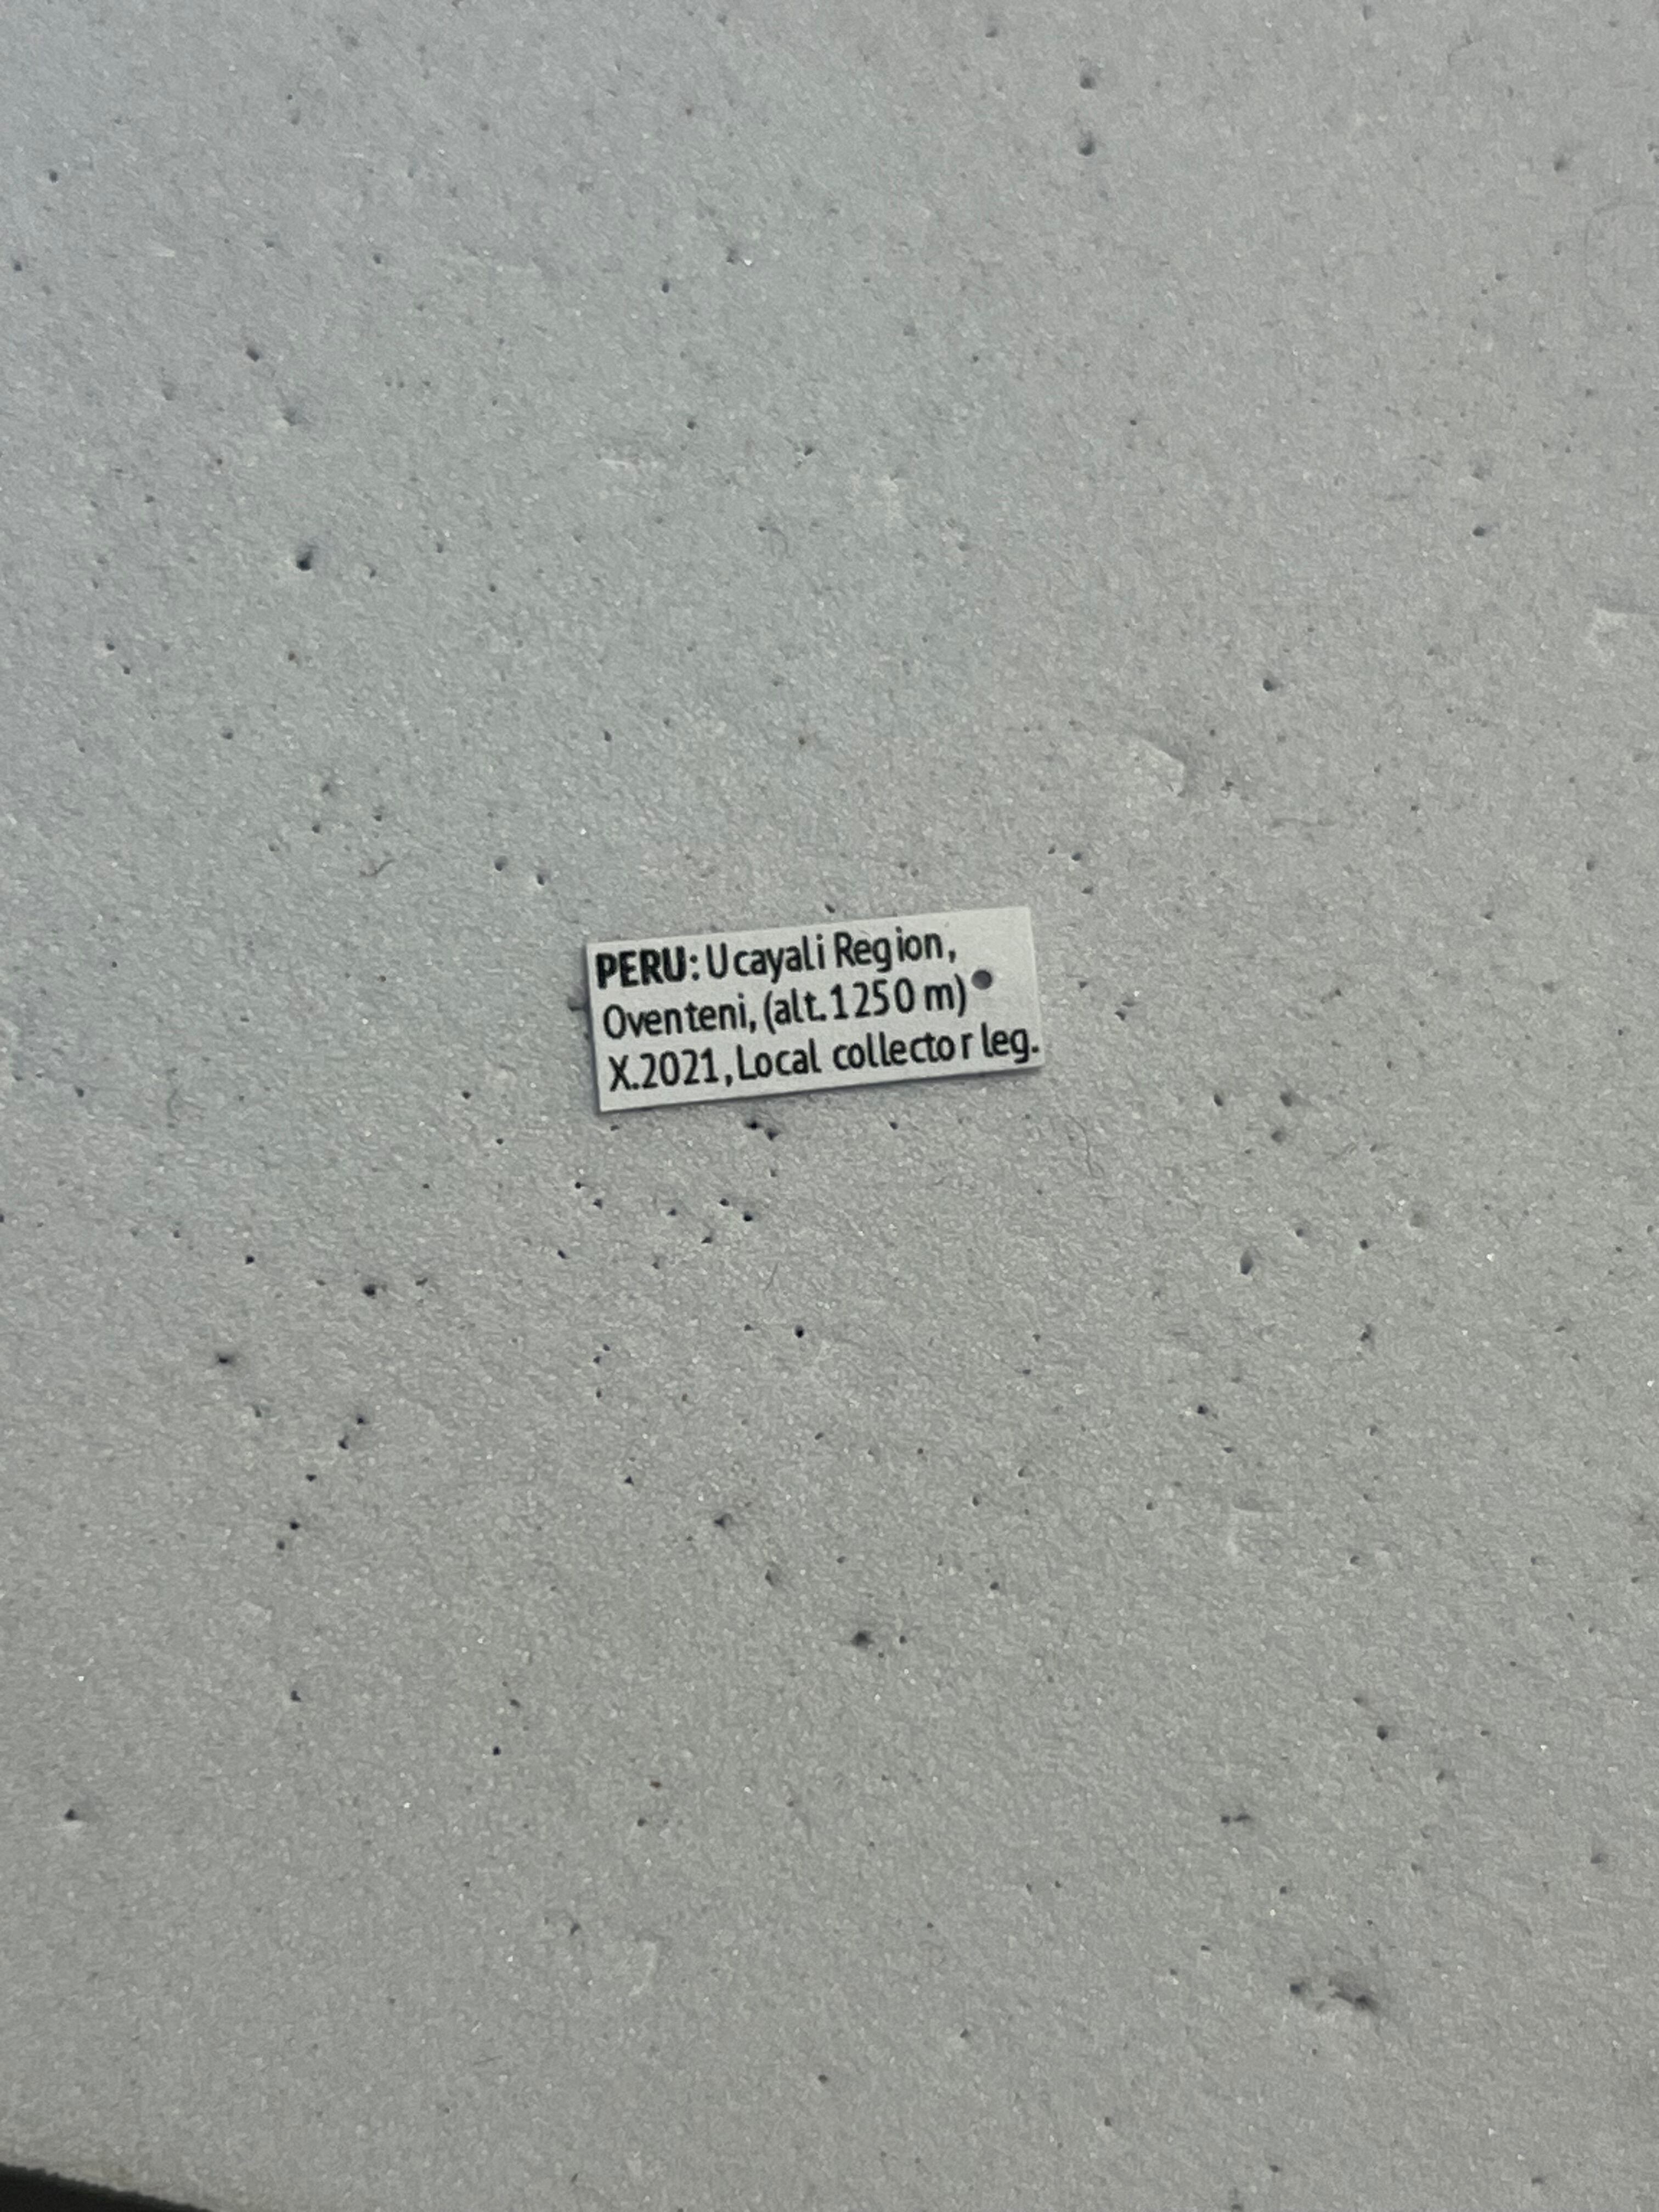 PERU: Ucayali Region,
Oventeni, (alt. 1250 m)
X.2021, Local collector leg.